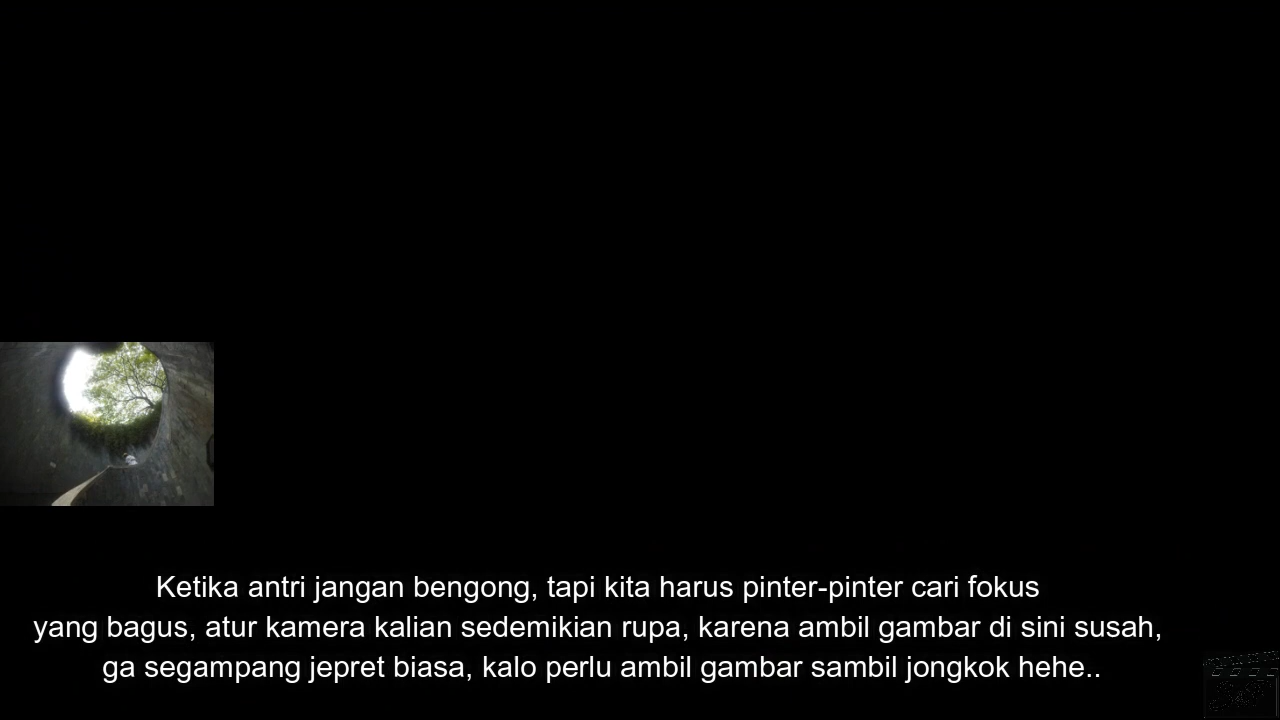 Ketika antri jangan bengong, tapi kita harus pinter-pinter cari fokus
yang bagus, atur kamera kalian sedemikian rupa, karena ambil gambar di sini susah,
ga segampang jepret biasa, kalo perlu ambil gambar sambil jongkok hehe..